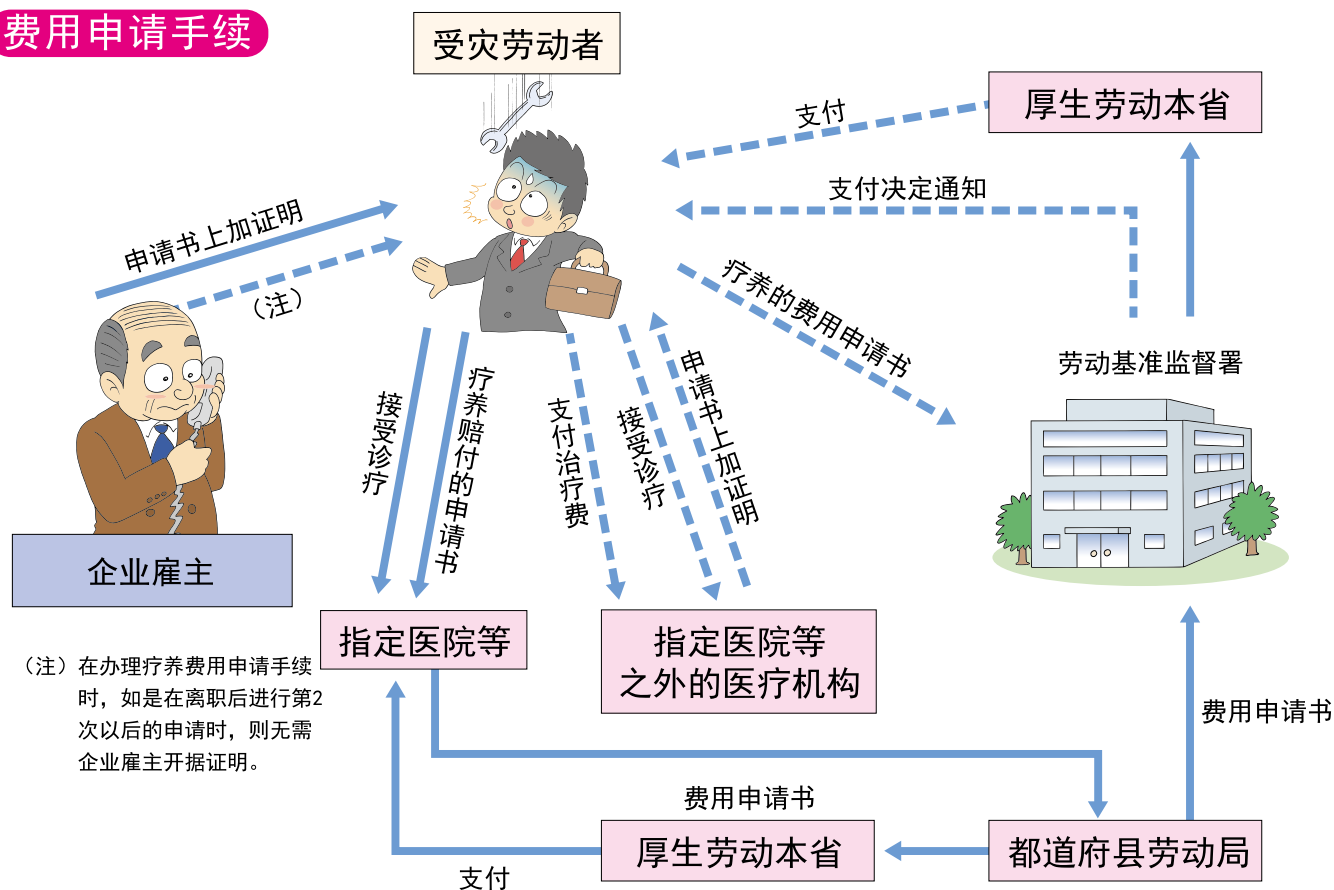 费用申请手续
受灾劳动者
厚生劳动本省
支付
支付决定通知
申请书上加证明
（注）
疗养的费用申请书
劳动基准监督署
接受诊疗
疗养赔付的申请书
支付治疗费
接受诊疗
申请书上加证明
企业雇主
指定医院等
指定医院等
之外的医疗机构
（注）在办理疗养费用申请手续
时，如是在离职后进行第2
次以后的申请时，则无需
企业雇主开据证明。
费用申请书
费用申请书
厚生劳动本省
都道府县劳动局
支付